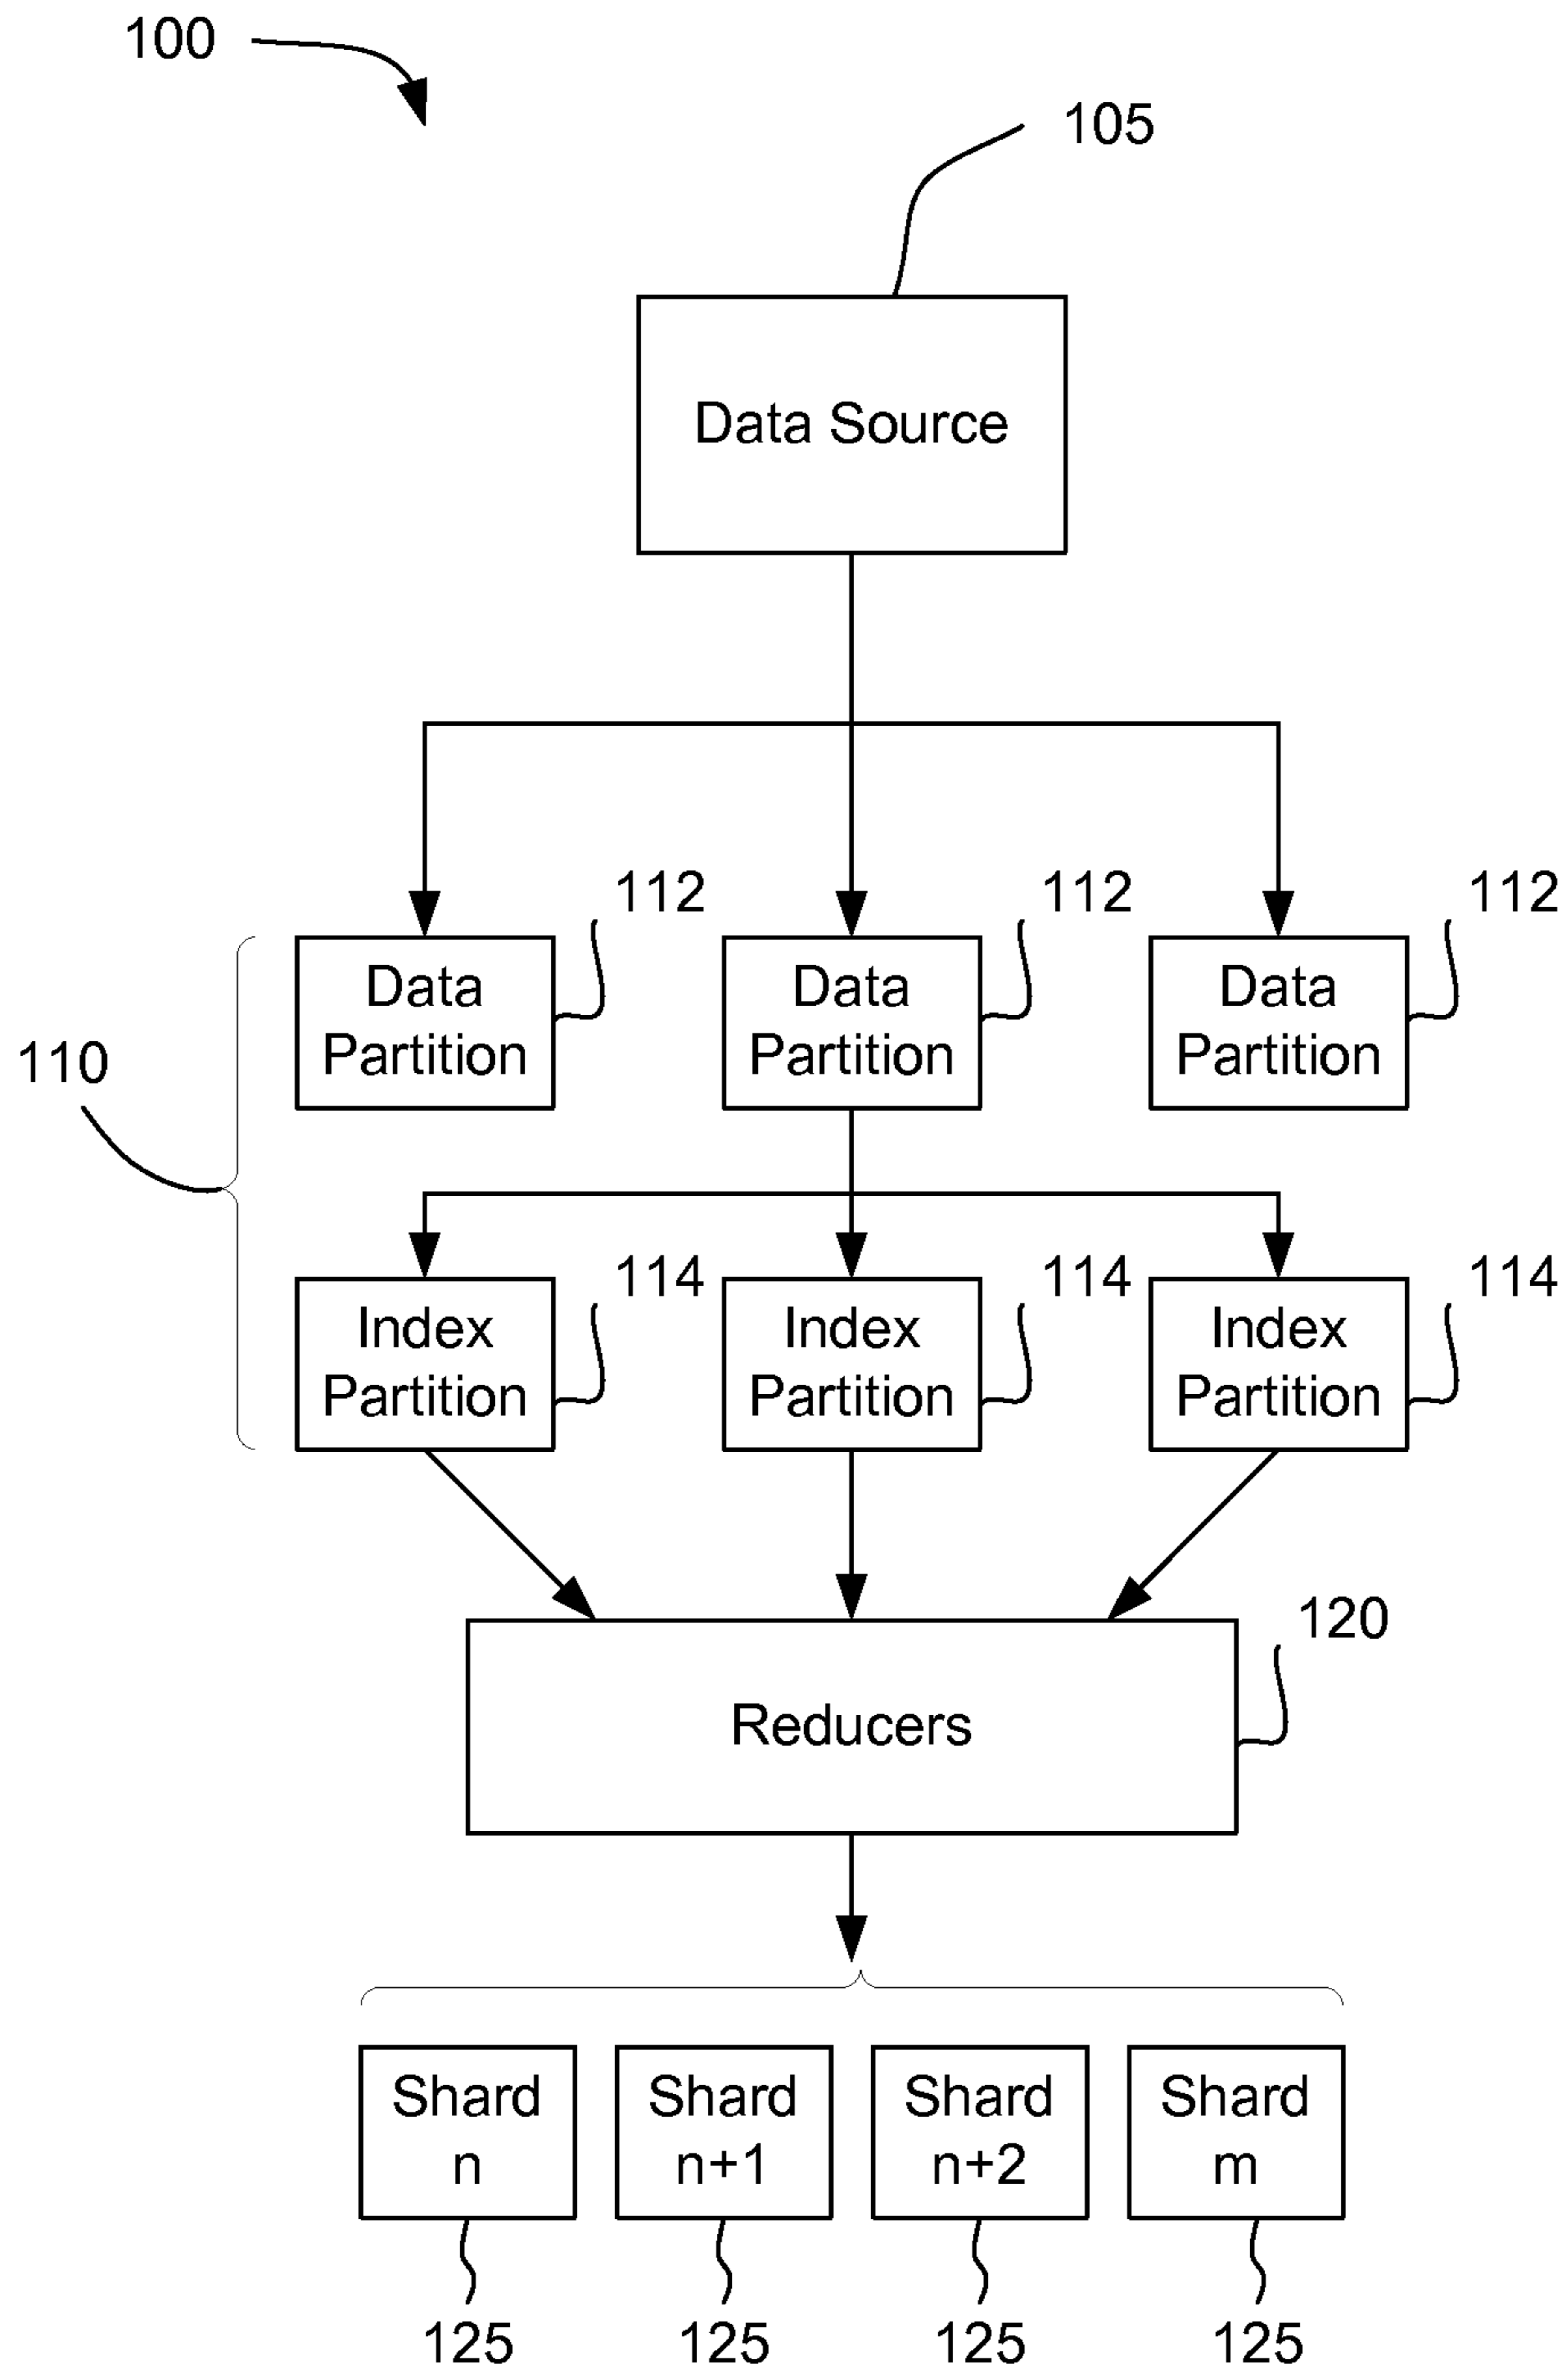 100
105
Data Source
112
112
112
Data
Partition
Data
Partition
Data
Partition
110
114
114
114
Index
Partition
Index
Partition
Index
Partition
120
Reducers
Shard
n
Shard
n+1
Shard
n+2
Shard
m
125
125
125
125